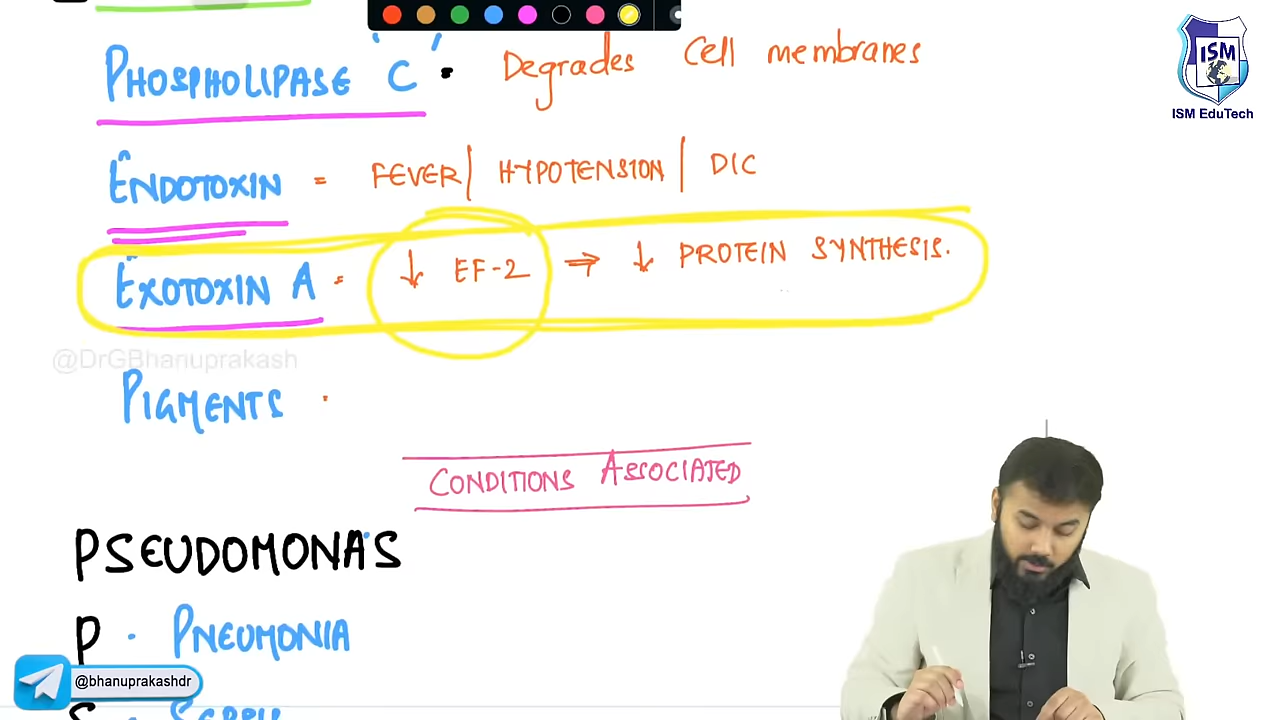 PHOSPHOLIPASE 'C' - Degrades Cell membranes
ISM
ISM EduTech
ENDOTOXIN = FEVER | HYPOTENSION | DIC
EXOTOXIN A = ↓ EF-2 ⇒ ↓ PROTEIN SYNTHESIS.
@DrGBhanuprakash
PIGMENTS
CONDITIONS ASSOCIATED
PSEUDOMONAS
P · PNEUMONIA
@bhanuprakashdr